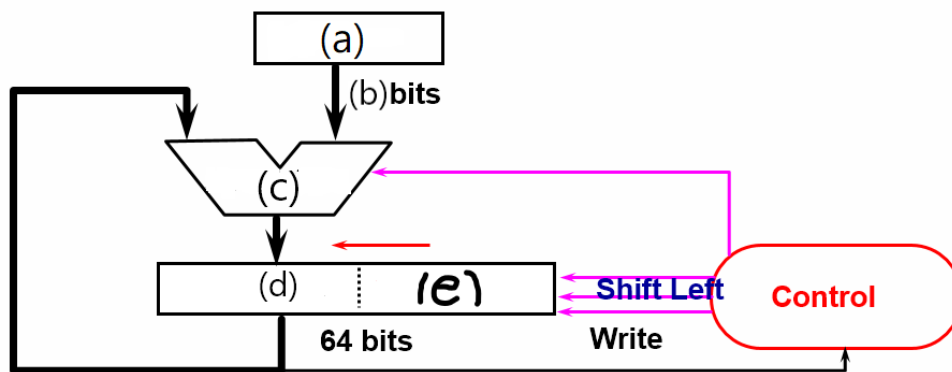 (a)
(b)bits
(c)
(d)
(e)
Shift Left
Control
64 bits
Write